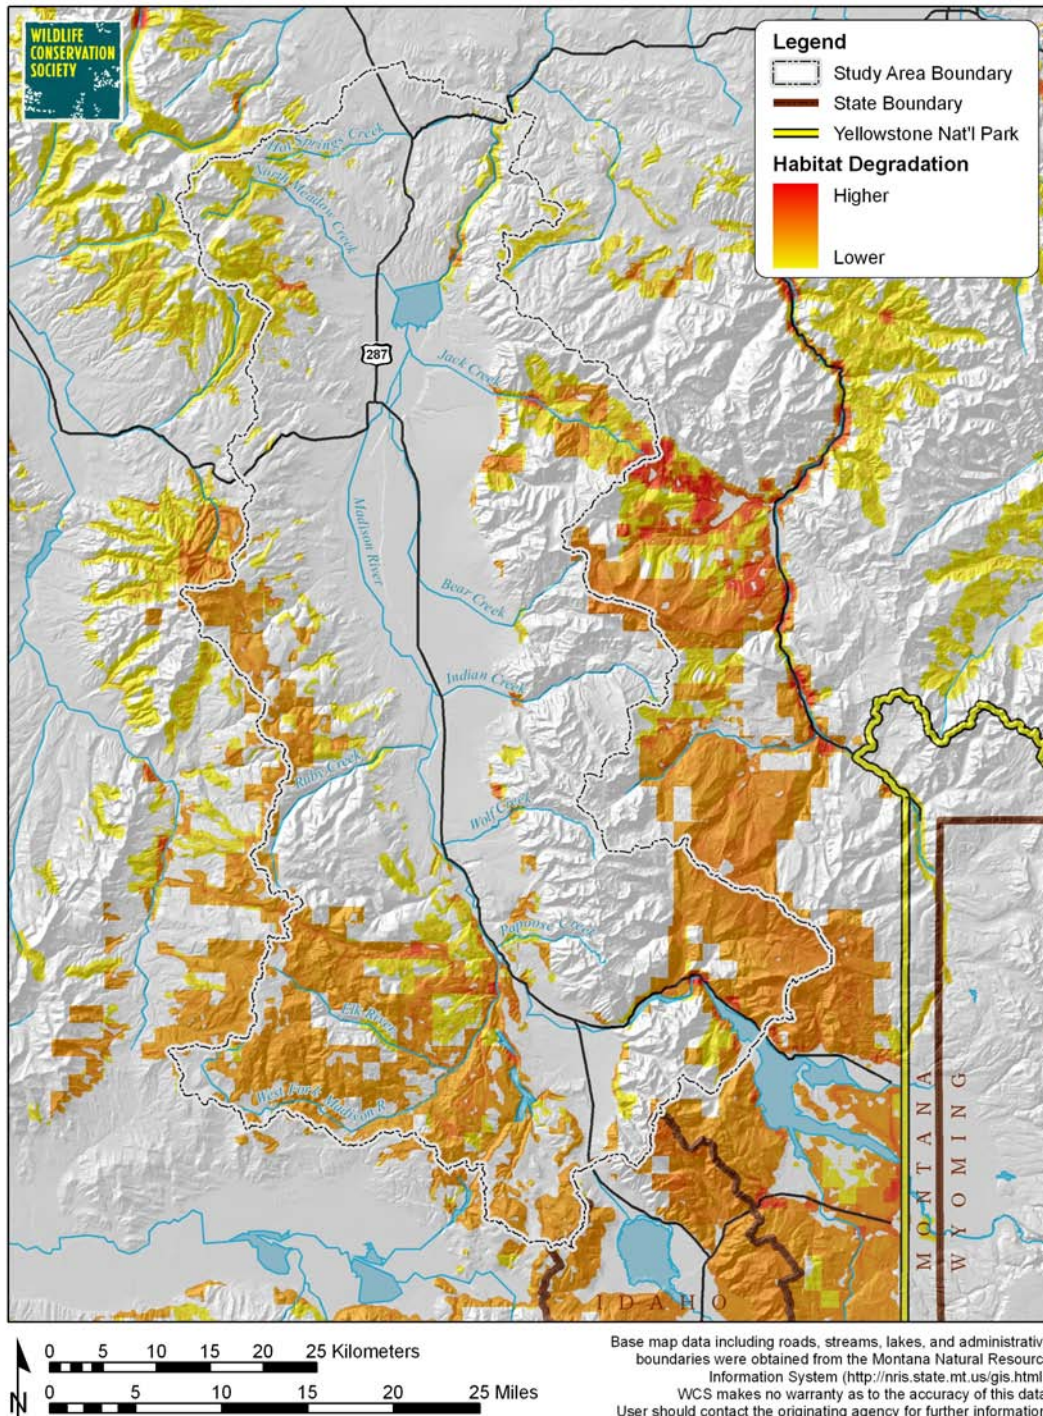 WILDLIFE
CONSERVATION
SOCIETY
Legend
Study Area Boundary
State Boundary
Yellowstone Nat'l Park
Habitat Degradation
Higher
Lower
Hot Springs Creek
North Meadow Creek
287
Jack Creek
Madison River
Bear Creek
Indian Creek
Ruby Creek
Wolf Creek
Papoose Creek
Elk River
West Fork Madison R
MONTANA
WYOMING
IDAHO
N
0 5 10 15 20 25 Kilometers
0 5 10 15 20 25 Miles
Base map data including roads, streams, lakes, and administrativ
boundaries were obtained from the Montana Natural Resourc
Information System (http://nris.state.mt.us/gis.html
WCS makes no warranty as to the accuracy of this data
User should contact the originating agency for further information